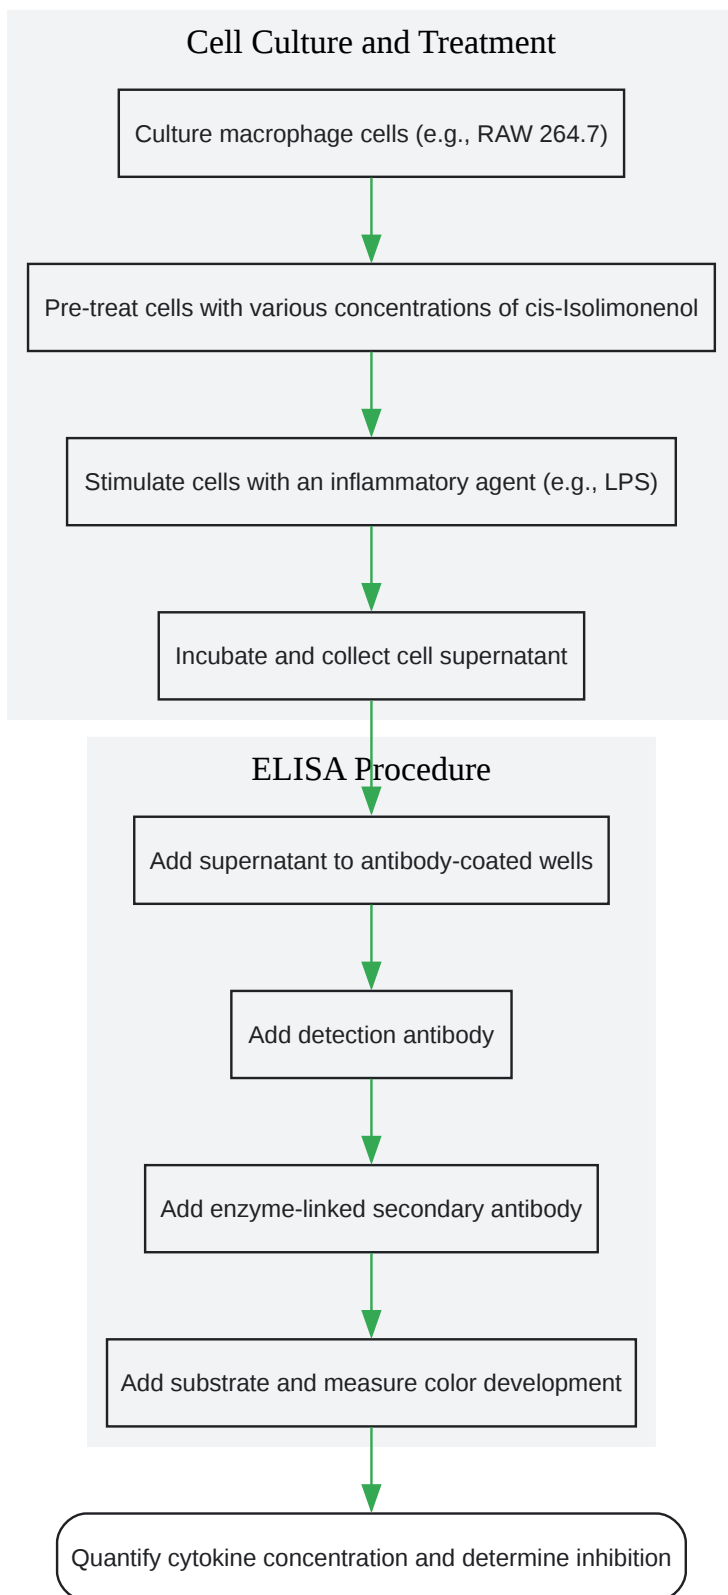 Cell Culture and Treatment
Culture macrophage cells (e.g., RAW 264.7)
Pre-treat cells with various concentrations of cis-Isolimonenol
Stimulate cells with an inflammatory agent (e.g., LPS)
Incubate and collect cell supernatant
ELISA Procedure
Add supernatant to antibody-coated wells
Add detection antibody
Add enzyme-linked secondary antibody
Add substrate and measure color development
Quantify cytokine concentration and determine inhibition